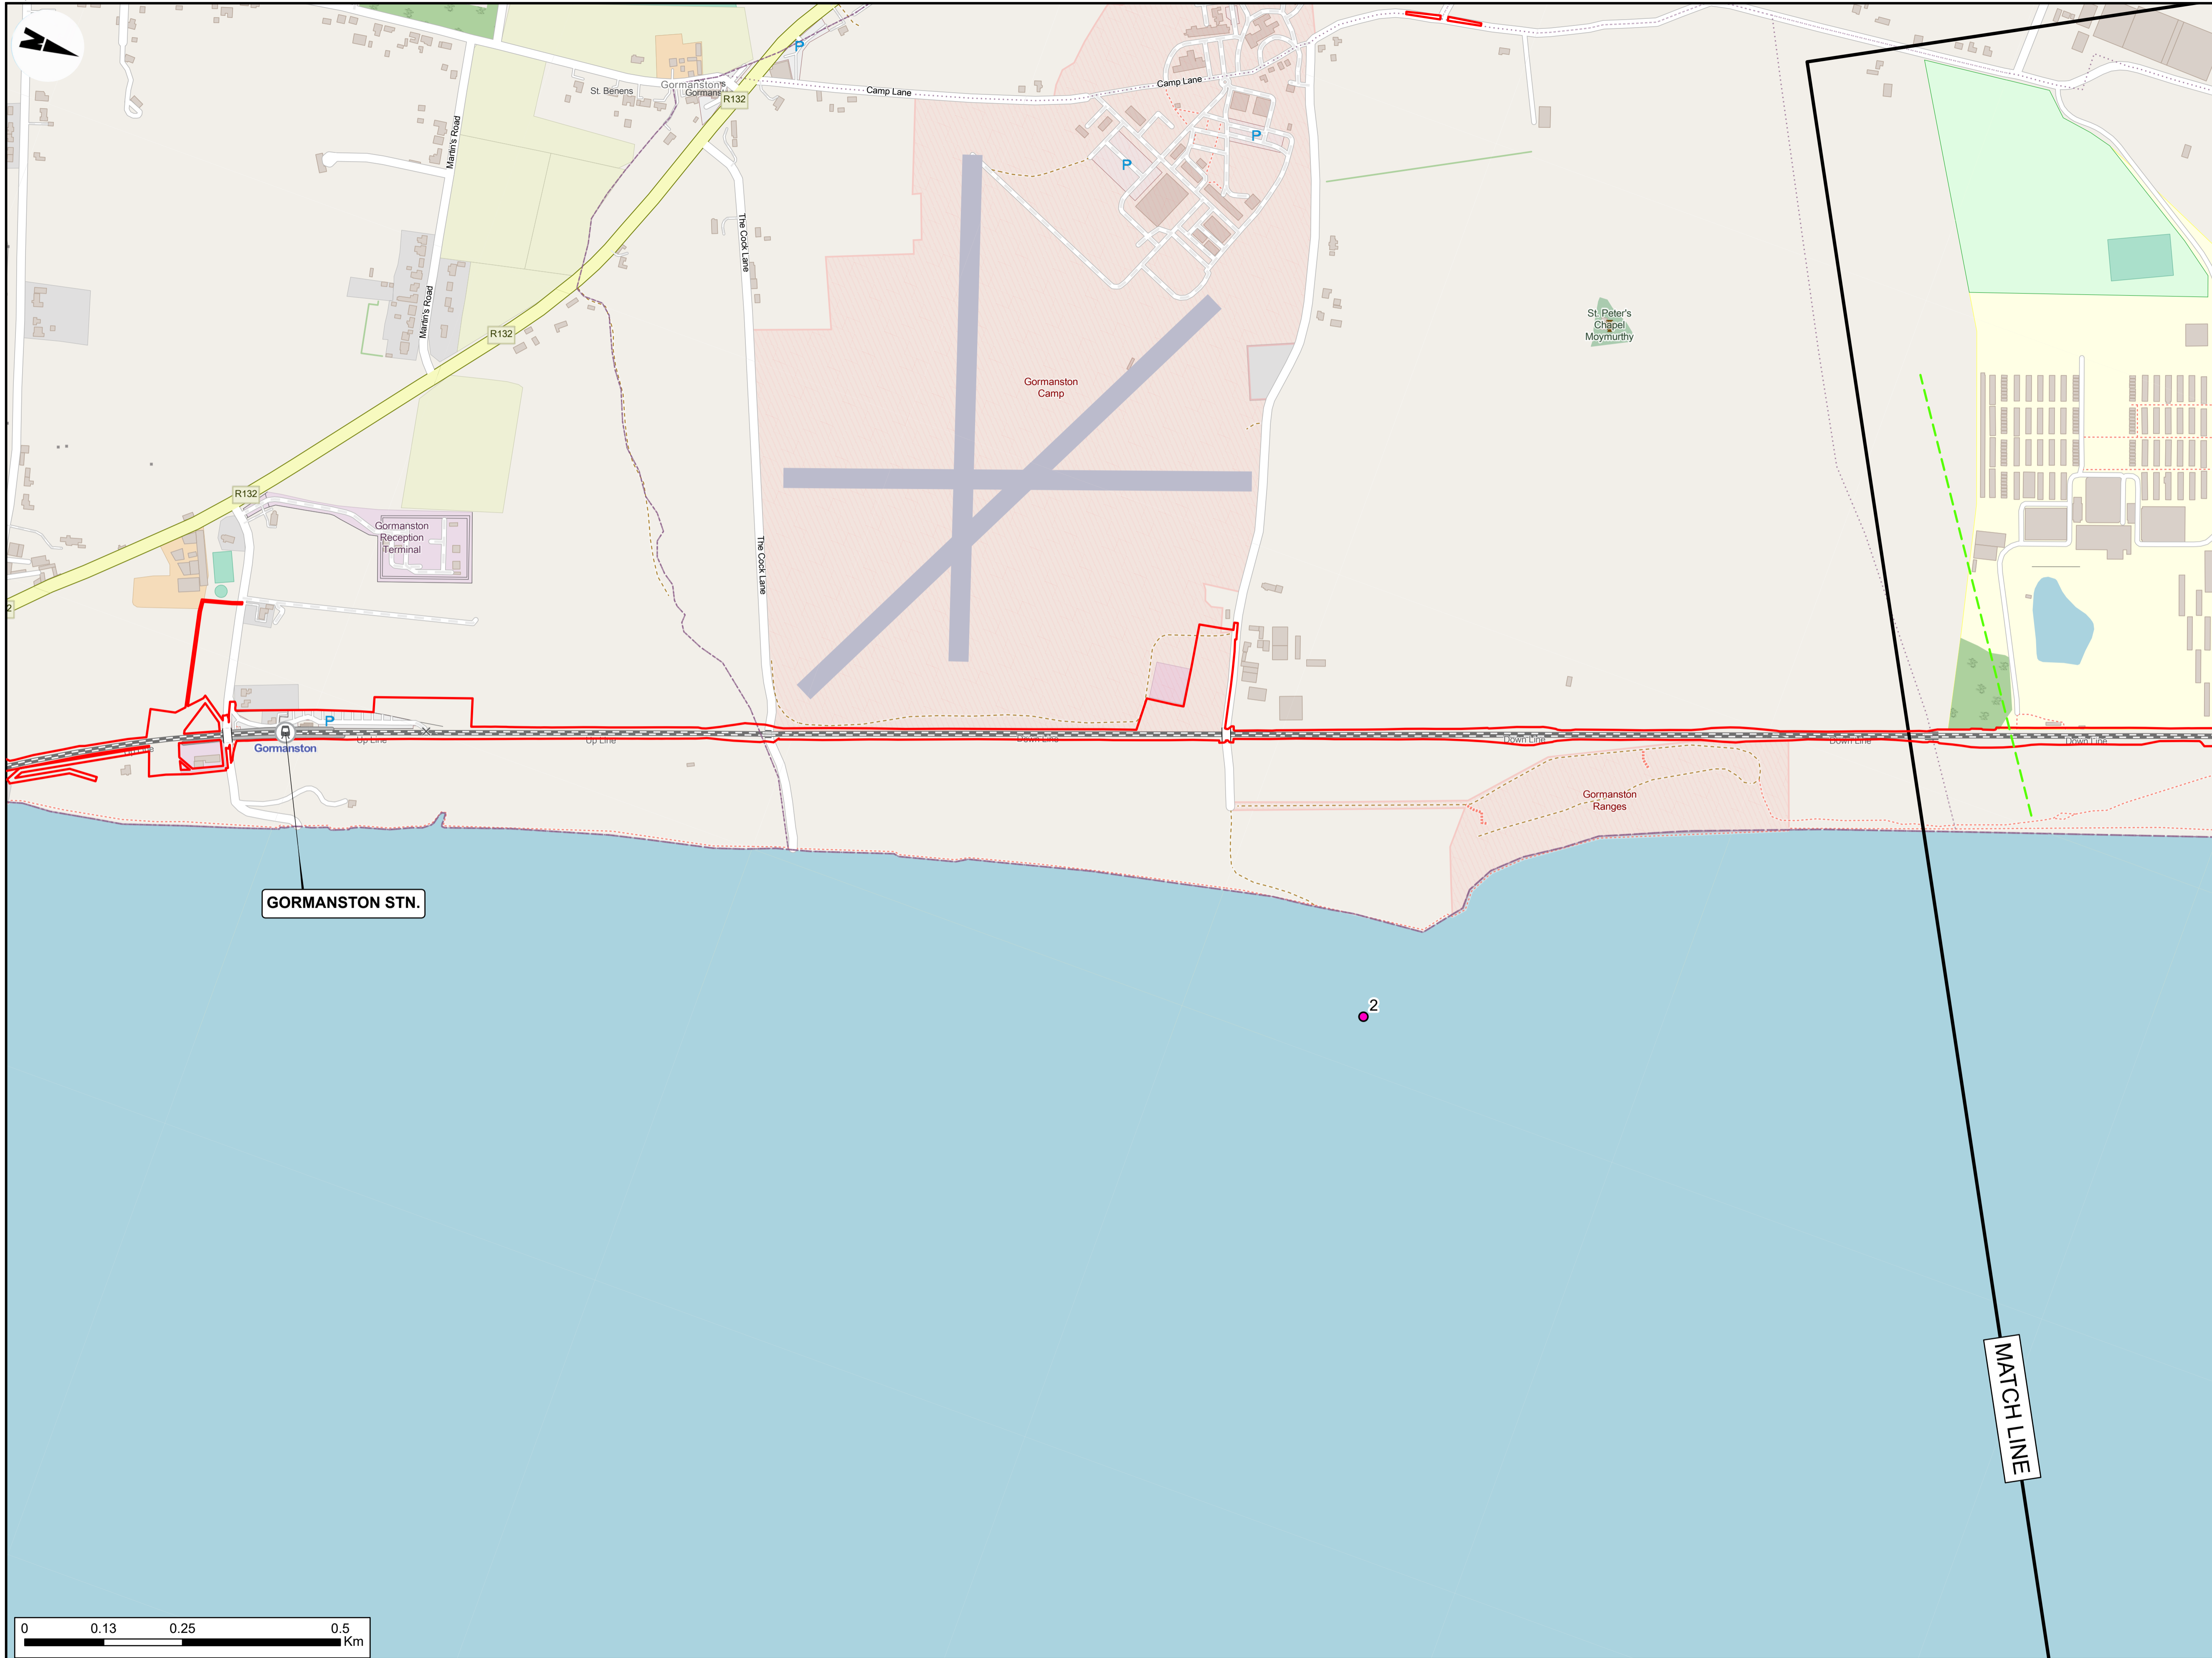 N
P
St. Benens
Gormanston
Gormans
R132
Camp Lane
Camp Lane
P
P
Martin's Road
The Cock Lane
Martin's Road
R132
St. Peter's
Chapel
Moymurthy
Gormanston
Camp
R132
Gormanston
Reception
Terminal
The Cock Lane
2
P
Gormanston
Up Line
Up Line
Down Line
Down Line
Down Line
Down Line
Gormanston
Ranges
GORMANSTON STN.
2
MATCH LINE
0
0.13
0.25
0.5
Km